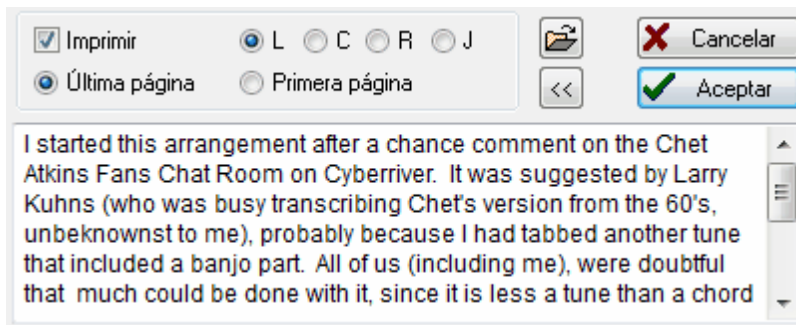 Imprimir L C R J Cancelar
Última página Primera página << Aceptar
I started this arrangement after a chance comment on the Chet
Atkins Fans Chat Room on Cyberriver. It was suggested by Larry
Kuhns (who was busy transcribing Chet's version from the 60's,
unbeknownst to me), probably because I had tabbed another tune
that included a banjo part. All of us (including me), were doubtful
that much could be done with it, since it is less a tune than a chord